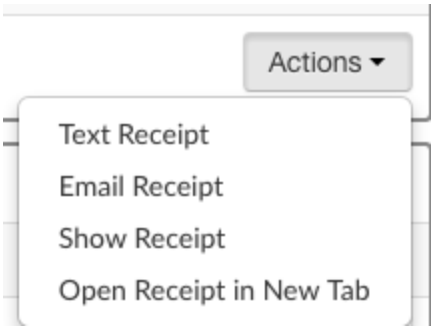 Actions
Text Receipt
Email Receipt
Show Receipt
Open Receipt in New Tab